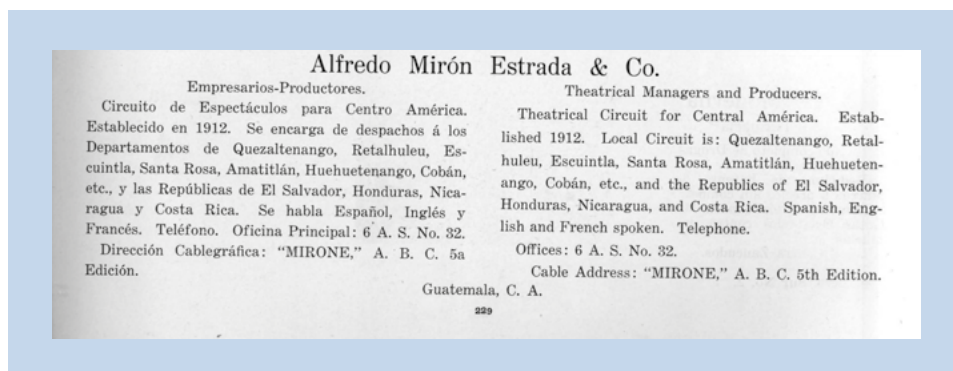 Alfredo Mirón Estrada & Co.
Empresarios-Productores.
Circuito de Espectáculos para Centro América.
Establecido en 1912. Se encarga de despachos á los
Departamentos de Quezaltenango, Retalhuleu, Es-
cuintla, Santa Rosa, Amatitlán, Huehuetenango, Cobán,
etc., y las Repúblicas de El Salvador, Honduras, Nica-
ragua y Costa Rica. Se habla Español, Inglés y
Francés. Teléfono. Oficina Principal: 6 A. S. No. 32.
Dirección Cablegráfica: “MIRONE,” A. B. C. 5a
Edición.
Theatrical Managers and Producers.
Theatrical Circuit for Central América. Estab-
lished 1912. Local Circuit is: Quezaltenango, Retal-
huleu, Escuintla, Santa Rosa, Amatitlán, Huehueten-
ango, Cobán, etc., and the Republics of El Salvador,
Honduras, Nicaragua, and Costa Rica. Spanish, Eng-
lish and French spoken. Telephone.
Offices: 6 A. S. No. 32.
Cable Address: “MIRONE,” A. B. C. 5th Edition.
Guatemala, C. A.
229